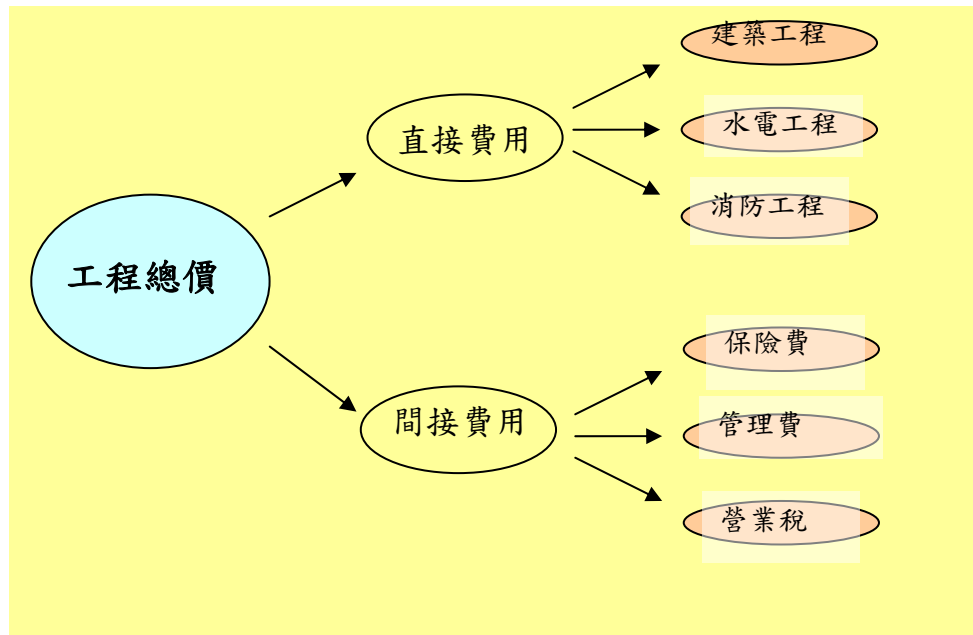 工程總價
直接費用
建築工程
水電工程
消防工程
間接費用
保險費
管理費
營業稅